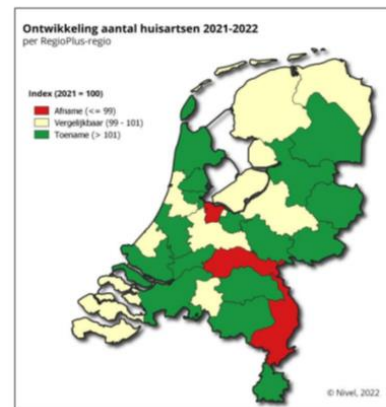 Ontwikkeling aantal huisartsen 2021-2022
per RegioPlus-regio
Index (2021 = 100)
Afname (<= 99)
Vergelijkbaar (99 - 101)
Toename (> 101)
© Nivel, 2022